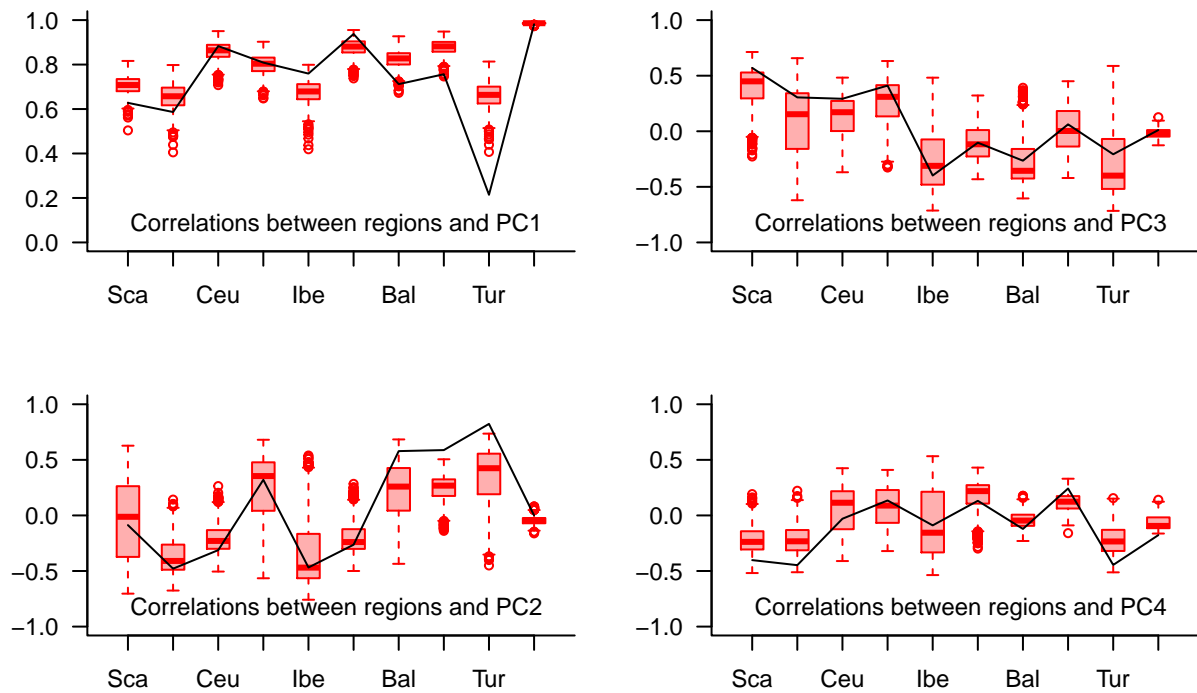 1.0
0.8
0.6
0.4
0.2
0.0
Correlations between regions and PC1
Sca Ceu Ibe Bal Tur
1.0
0.5
0.0
−0.5
−1.0
Correlations between regions and PC3
Sca Ceu Ibe Bal Tur
1.0
0.5
0.0
−0.5
−1.0
Correlations between regions and PC2
Sca Ceu Ibe Bal Tur
1.0
0.5
0.0
−0.5
−1.0
Correlations between regions and PC4
Sca Ceu Ibe Bal Tur